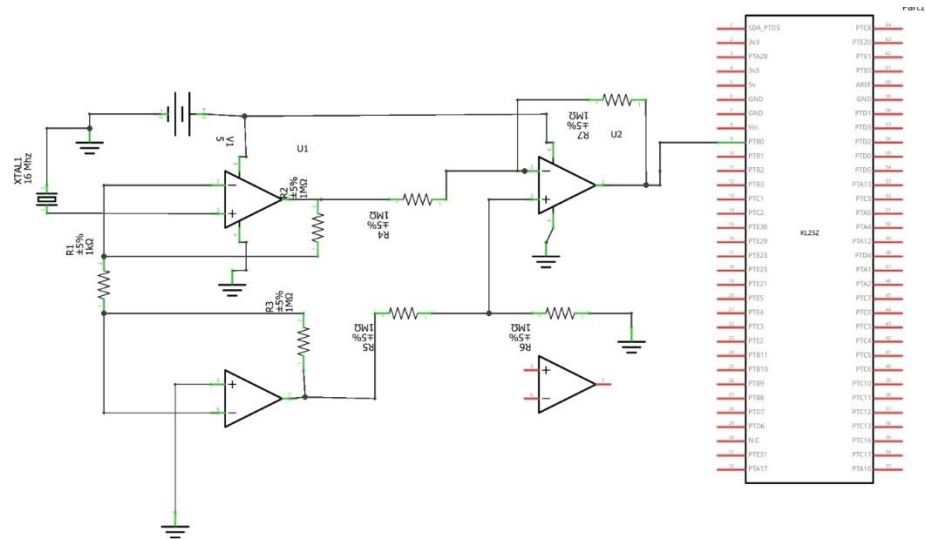 XTAL1
16 Mhz
V1
5
U1
R1
±5%
1kΩ
R2
±5%
1MΩ
R3
±5%
1MΩ
R4
±5%
1MΩ
R5
±5%
1MΩ
R6
±5%
1MΩ
R7
±5%
1MΩ
U2
Part1
KL25Z
SDA_PTD5
3v3
PTA20
3v3
5v
GND
GND
Vin
PTB0
PTB1
PTB2
PTB3
PTC1
PTC2
PTE30
PTE29
PTE23
PTE23
PTE21
PTE5
PTE4
PTE3
PTE2
PTB11
PTB10
PTB9
PTB8
PTD7
PTD6
N.C
PTE31
PTA17
PTE20
PTE1
PTE0
AREF
GND
PTD1
PTD3
PTD2
PTD0
PTD5
PTA13
PTC9
PTA5
PTA4
PTA12
PTD4
PTA1
PTA2
PTC7
PTC0
PTC3
PTC4
PTC5
PTC6
PTC10
PTC11
PTC12
PTC13
PTC16
PTC17
PTA16